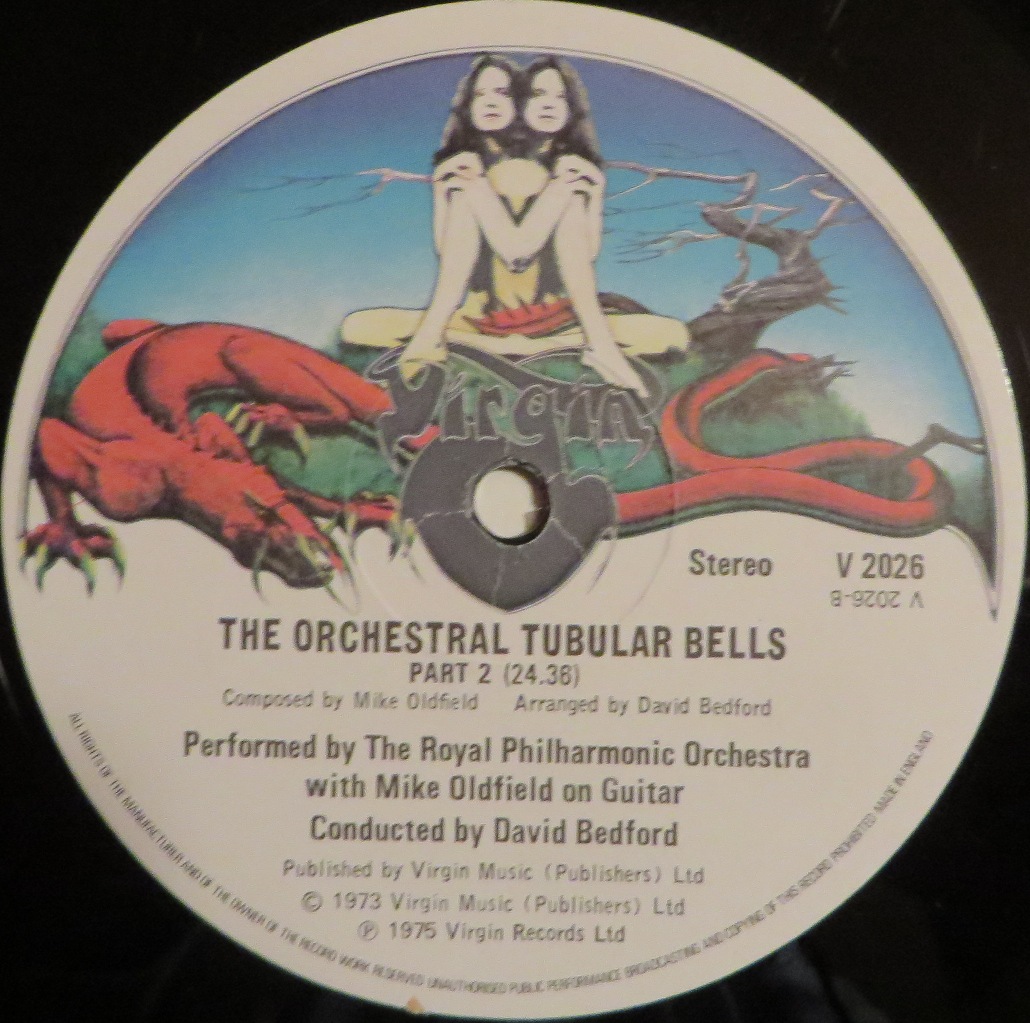 Virgin
Stereo V 2026
V 2026-B
THE ORCHESTRAL TUBULAR BELLS
PART 2 (24.36)
Composed by Mike Oldfield Arranged by David Bedford
Performed by The Royal Philharmonic Orchestra
with Mike Oldfield on Guitar
Conducted by David Bedford
Published by Virgin Music (Publishers) Ltd
© 1973 Virgin Music (Publishers) Ltd
℗ 1975 Virgin Records Ltd
ALL RIGHTS OF THE MANUFACTURER AND OF THE OWNER OF THE RECORD WORK RESERVED UNAUTHORISED PUBLIC PERFORMANCE BROADCASTING AND COPYING OF THIS RECORD PROHIBITED MADE IN ENGLAND